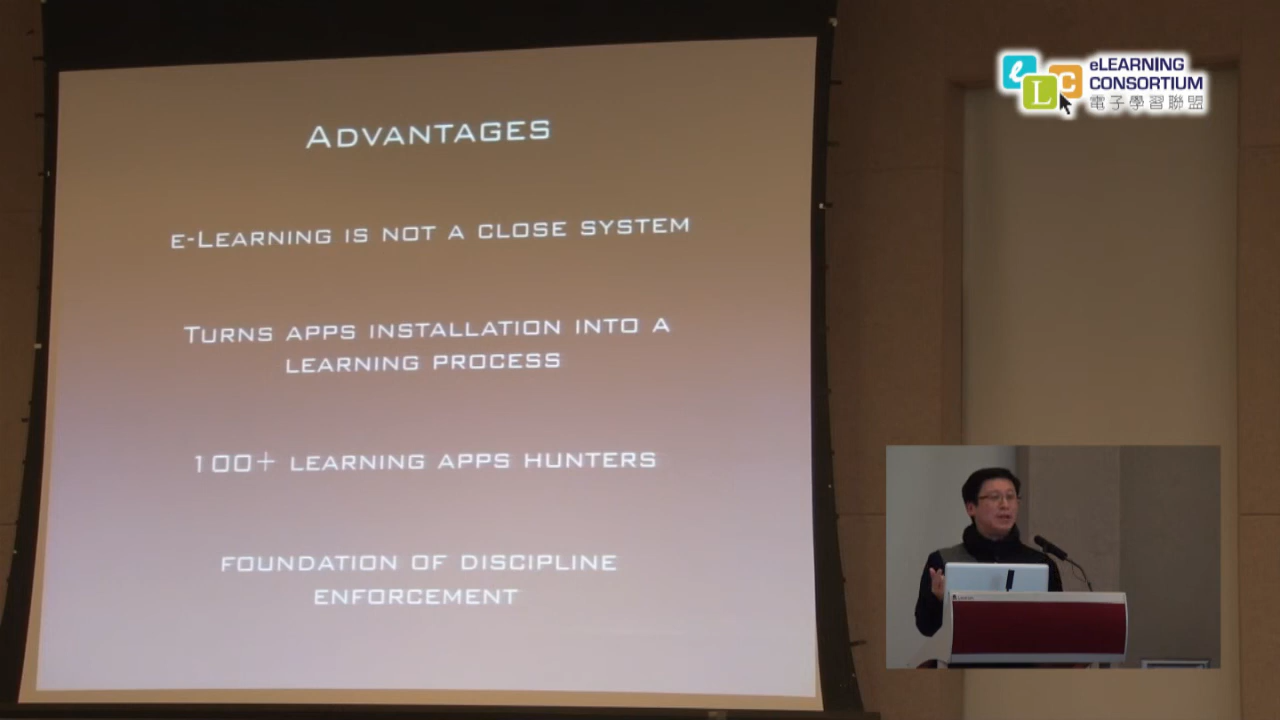 ADVANTAGES
E-LEARNING IS NOT A CLOSE SYSTEM
TURNS APPS INSTALLATION INTO A
LEARNING PROCESS
100+ LEARNING APPS HUNTERS
FOUNDATION OF DISCIPLINE
ENFORCEMENT
eLC
eLEARNING
CONSORTIUM
電子學習聯盟